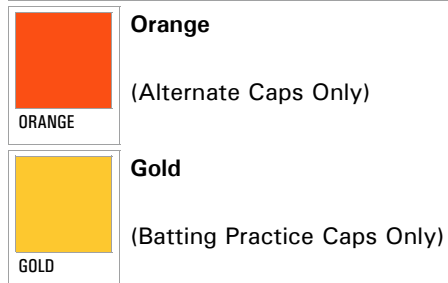 Orange
(Alternate Caps Only)
ORANGE
Gold
(Batting Practice Caps Only)
GOLD